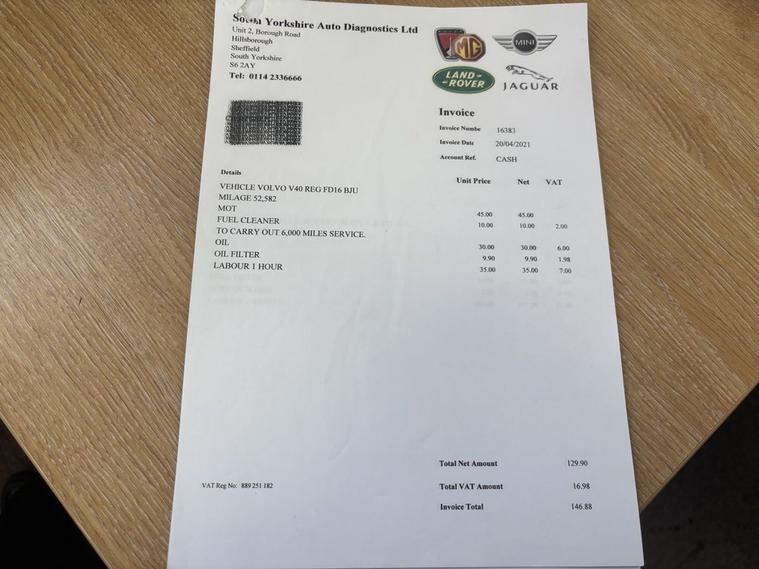 South Yorkshire Auto Diagnostics Ltd
Unit 2, Borough Road
Hillsborough
Sheffield
South Yorkshire
S6 2AY
Tel: 0114 2336666
MG
MINI
LAND ROVER
JAGUAR
Invoice
Invoice Numbe 16383
Invoice Date 20/04/2021
Account Ref. CASH
Details Unit Price Net VAT
VEHICLE VOLVO V40 REG FD16 BJU
MILAGE 52,582
MOT 45.00 45.00
FUEL CLEANER 10.00 10.00 2.00
TO CARRY OUT 6,000 MILES SERVICE.
OIL 30.00 30.00 6.00
OIL FILTER 9.90 9.90 1.98
LABOUR 1 HOUR 35.00 35.00 7.00
Total Net Amount 129.90
VAT Reg No: 889 251 182 Total VAT Amount 16.98
Invoice Total 146.88